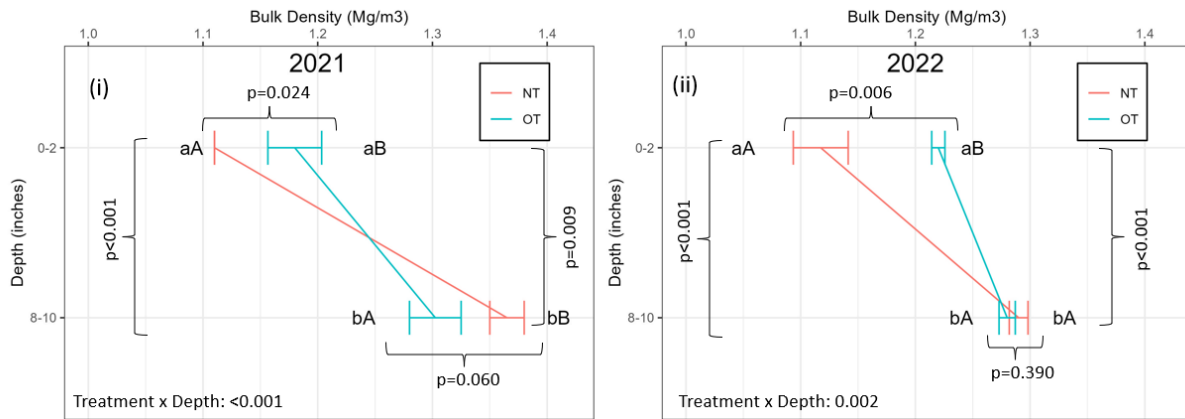 Bulk Density (Mg/m3)
1.0 1.1 1.2 1.3 1.4
(i)
2021
NT
OT
p=0.024
0-2
aA
aB
p<0.001
p=0.009
Depth (inches)
8-10
bA
bB
p=0.060
Treatment x Depth: <0.001
Bulk Density (Mg/m3)
1.0 1.1 1.2 1.3 1.4
(ii)
2022
NT
OT
p=0.006
0-2
aA
aB
p<0.001
p<0.001
Depth (inches)
8-10
bA
bA
p=0.390
Treatment x Depth: 0.002